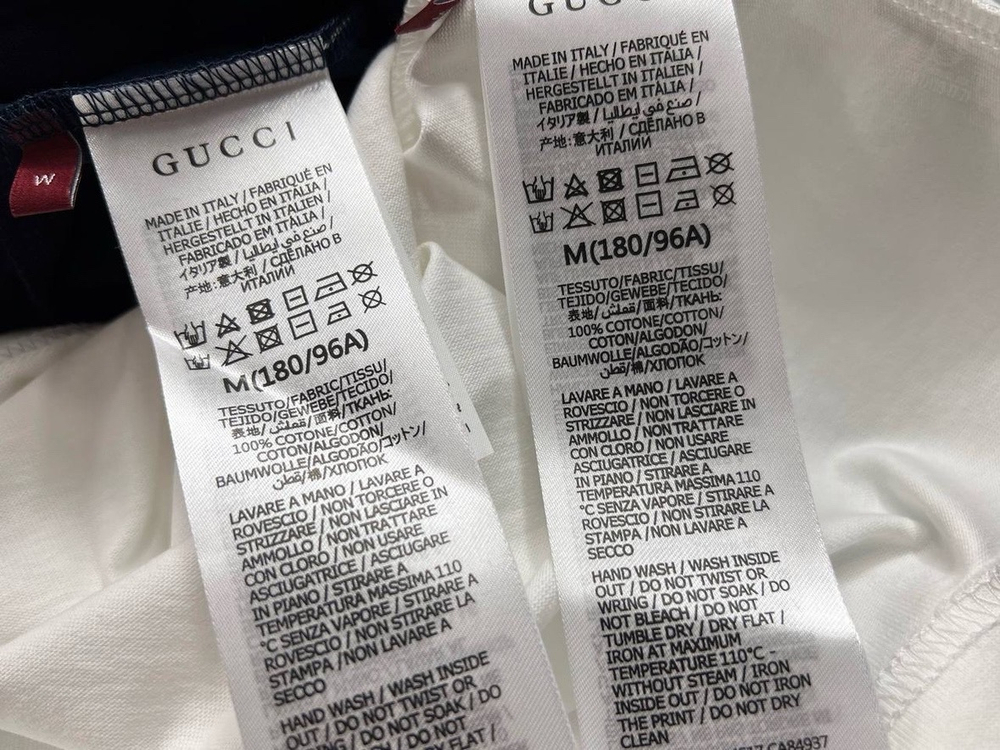 M
GUCCI
MADE IN ITALY / FABRIQUÉ EN
ITALIE / HECHO EN ITALIA /
HERGESTELLT IN ITALIEN /
FABRICADO EM ITÁLIA /
イタリア製 / صنع في إيطاليا /
产地:意大利 / СДЕЛАНО В
ИТАЛИИ
M(180/96A)
TESSUTO/FABRIC/TISSU/
TEJIDO/GEWEBE/TECIDO/
表地/قماش/面料/ТКАНЬ:
100% COTONE/COTTON/
COTON/ALGODON/
BAUMWOLLE/ALGODÃO/コットン/
قطن/棉/ХЛОПОК
LAVARE A MANO / LAVARE A
ROVESCIO / NON TORCERE O
STRIZZARE / NON LASCIARE IN
AMMOLLO / NON TRATTARE
CON CLORO / NON USARE
ASCIUGATRICE / ASCIUGARE
IN PIANO / STIRARE A
TEMPERATURA MASSIMA 110
°C SENZA VAPORE / STIRARE A
ROVESCIO / NON STIRARE LA
STAMPA /NON LAVARE A
SECCO
HAND WASH / WASH INSIDE
OUT / DO NOT TWIST OR
WRING / DO NOT SOAK / DO
NOT BLEACH / DO NOT
DRY FLAT /
GUCCI
MADE IN ITALY / FABRIQUÉ EN
ITALIE / HECHO EN ITALIA /
HERGESTELLT IN ITALIEN /
FABRICADO EM ITÁLIA /
イタリア製 / صنع في إيطاليا /
产地:意大利 / СДЕЛАНО В
ИТАЛИИ
M(180/96A)
TESSUTO/FABRIC/TISSU/
TEJIDO/GEWEBE/TECIDO/
表地/قماش/面料/ТКАНЬ:
100% COTONE/COTTON/
COTON/ALGODON/
BAUMWOLLE/ALGODÃO/コットン/
قطن/棉/ХЛОПОК
LAVARE A MANO / LAVARE A
ROVESCIO / NON TORCERE O
STRIZZARE / NON LASCIARE IN
AMMOLLO / NON TRATTARE
CON CLORO / NON USARE
ASCIUGATRICE / ASCIUGARE
IN PIANO / STIRARE A
TEMPERATURA MASSIMA 110
°C SENZA VAPORE / STIRARE A
ROVESCIO / NON STIRARE LA
STAMPA /NON LAVARE A
SECCO
HAND WASH / WASH INSIDE
OUT / DO NOT TWIST OR
WRING / DO NOT SOAK / DO
NOT BLEACH / DO NOT
TUMBLE DRY / DRY FLAT /
IRON AT MAXIMUM
TEMPERATURE 110°C -
WITHOUT STEAM / IRON
INSIDE OUT / DO NOT IRON
THE PRINT / DO NOT DRY
CLEAN
CA84937